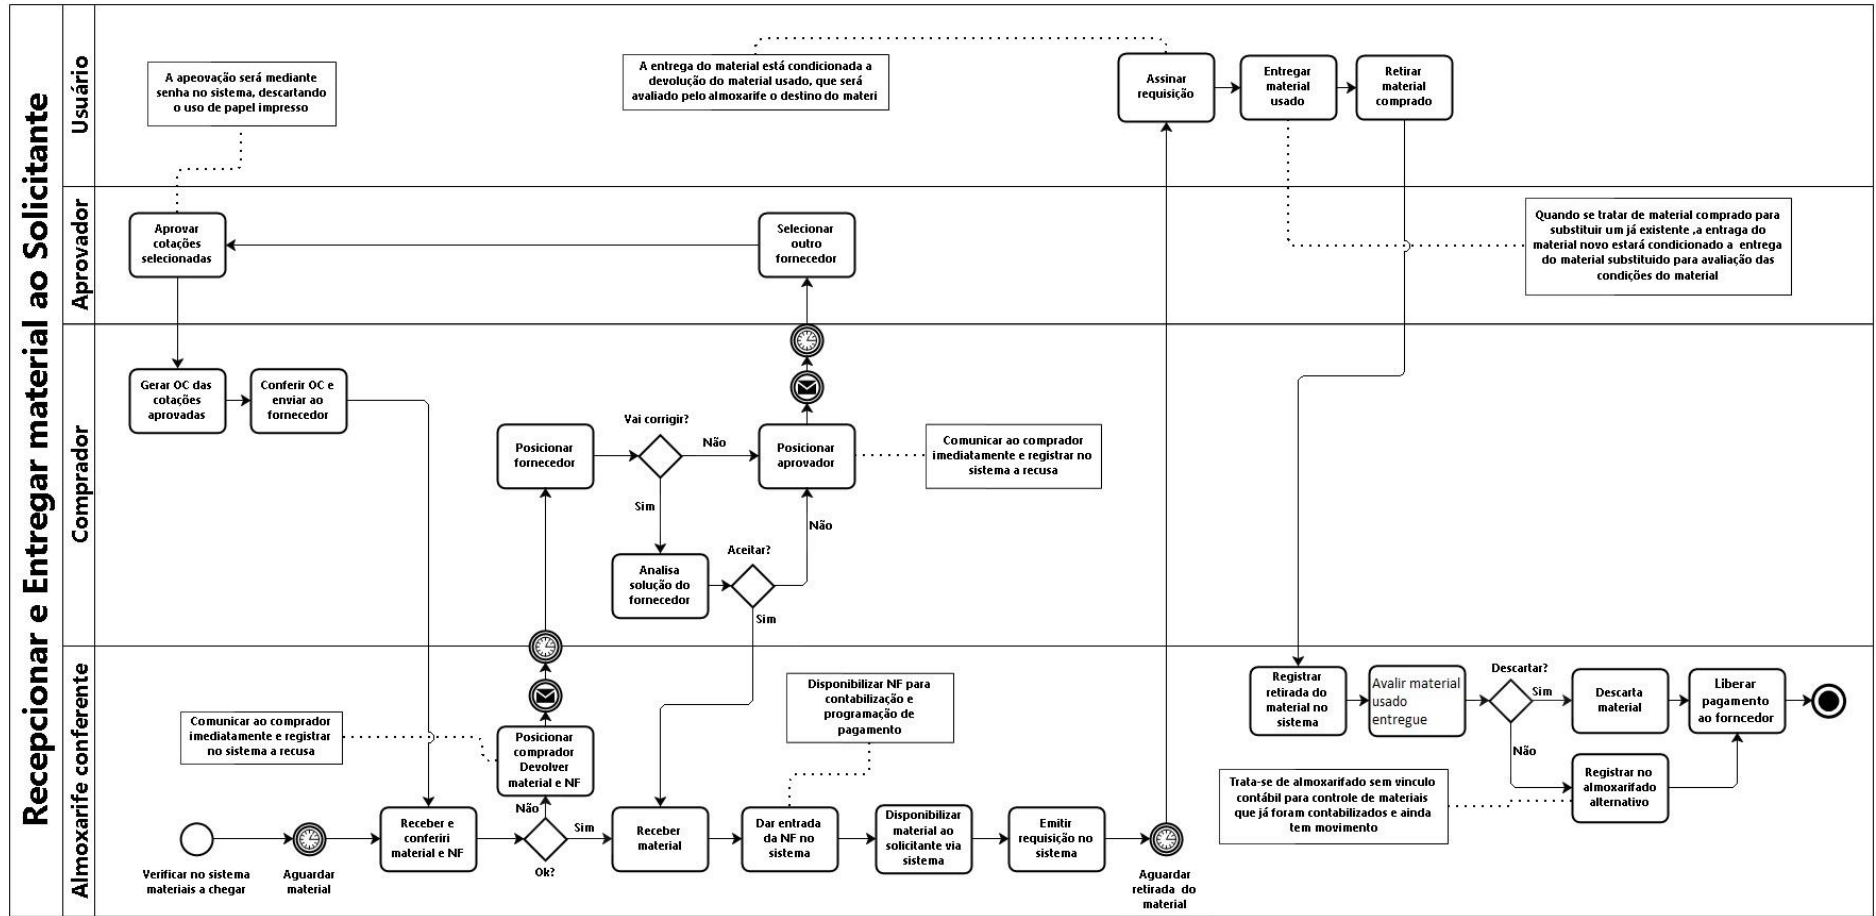 Recepcionar e Entregar material ao Solicitante
Usuário
A apeovação será mediante
senha no sistema, descartando
o uso de papel impresso
A entrega do material está condicionada a
devolução do material usado, que será
avaliado pelo almoxarife o destino do materi
Assinar
requisição
Entregar
material
usado
Retirar
material
comprado
Aprovador
Aprovar
cotações
selecionadas
Selecionar
outro
fornecedor
Quando se tratar de material comprado para
substituir um já existente ,a entraga do
material novo estará condicionado a entrega
do material substituido para avaliação das
condições do material
Comprador
Gerar OC das
cotações
aprovadas
Conferir OC e
enviar ao
fornecedor
Posicionar
fornecedor
Vai corrigir?
Não
Sim
Posicionar
aprovador
Comunicar ao comprador
imediatamente e registrar no
sistema a recusa
Analisa
solução do
fornecedor
Aceitar?
Não
Sim
Almoxarife conferente
Comunicar ao comprador
imediatamente e registrar
no sistema a recusa
Posicionar
comprador
Devolver
material e NF
Disponibilizar NF para
contabilização e
programação de
pagamento
Verificar no sistema
materiais a chegar
Aguardar
material
Receber e
conferiri
material e NF
Não
Ok?
Sim
Receber
material
Dar entrada
da NF no
sistema
Disponibilizar
material ao
solicitante via
sistema
Emitir
requisição no
sistema
Aguardar
retirada do
material
Registrar
retirada do
material no
sistema
Avalir material
usado
entregue
Descartar?
Sim
Não
Descarta
material
Liberar
pagamento
ao forncedor
Trata-se de almoxarifado sem vinculo
contábil para controle de materiais
que já foram contabilizados e ainda
tem movimento
Registrar no
almoxarifado
alternativo